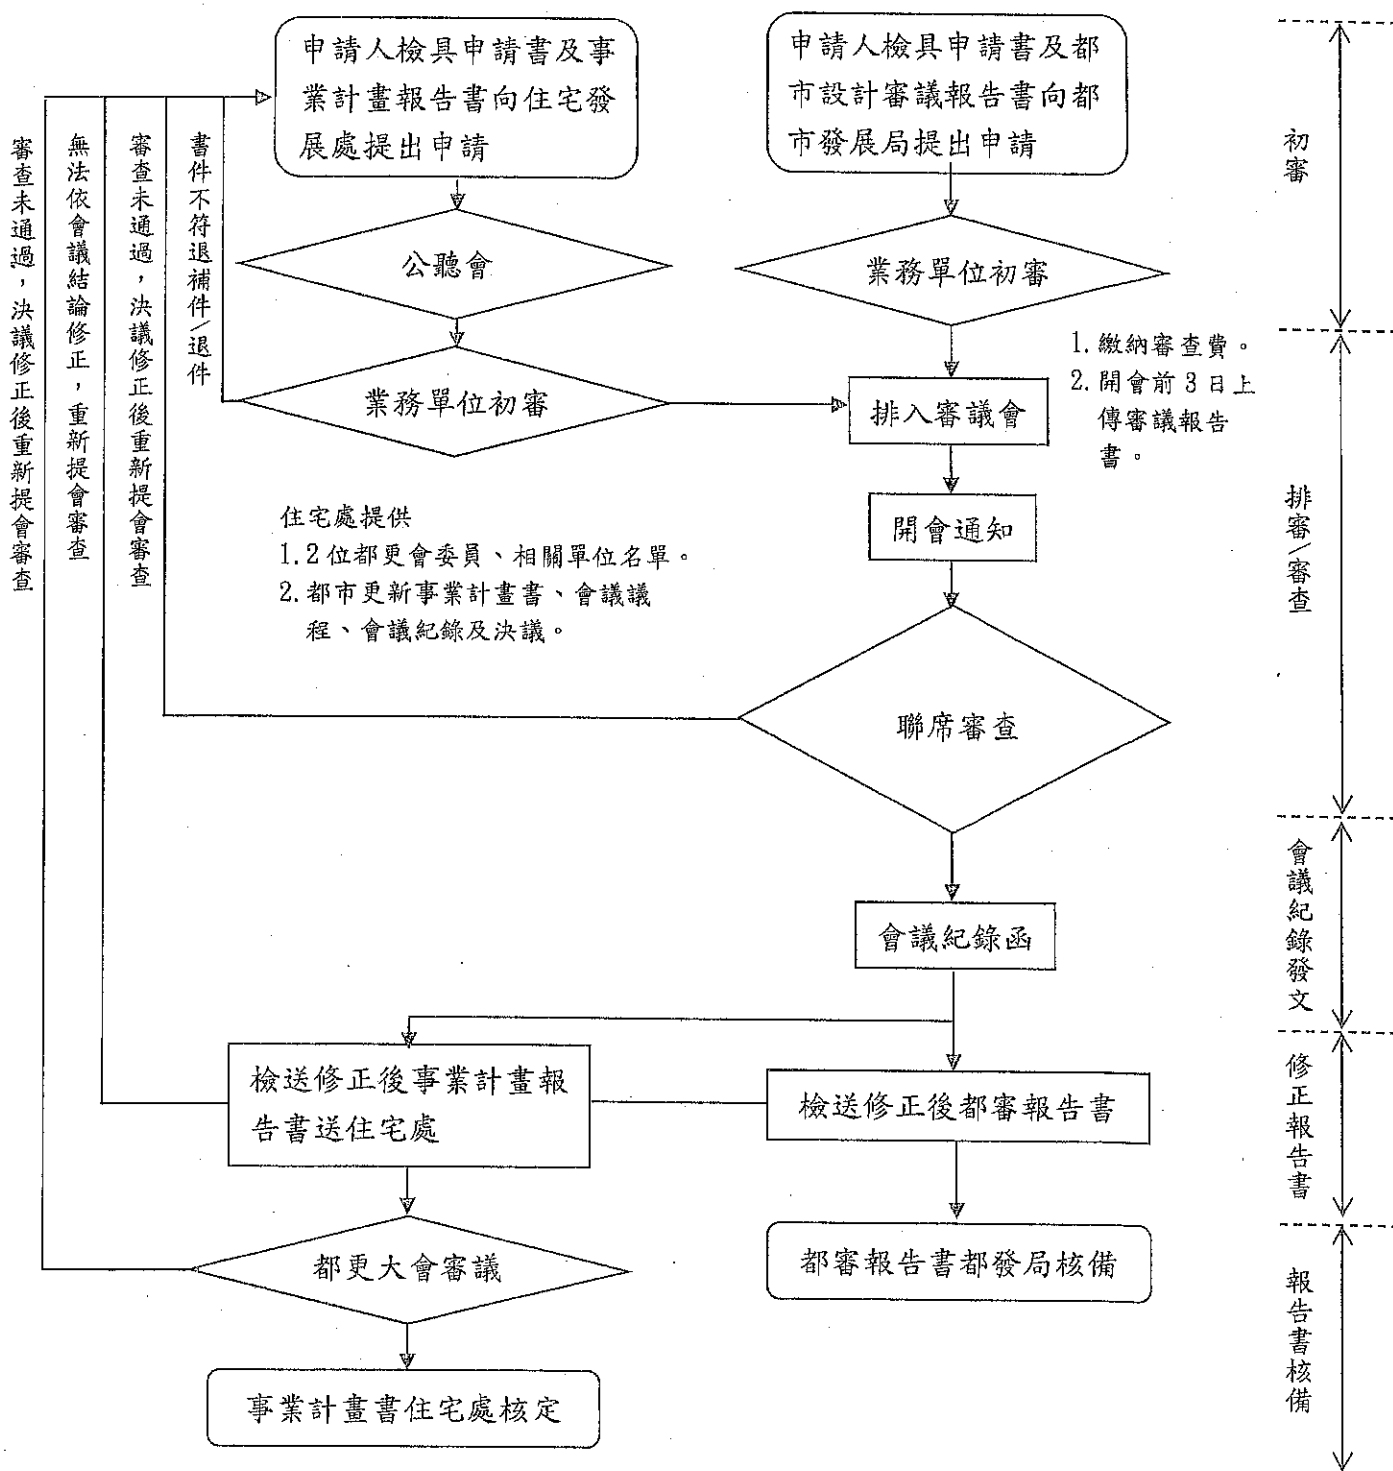 申請人檢具申請書及事
業計畫報告書向住宅發
展處提出申請
申請人檢具申請書及都
市設計審議報告書向都
市發展局提出申請
初審
審查未通過，決議修正後重新提會審查
無法依會議結論修正，重新提會審查
審查未通過，決議修正後重新提會審查
書件不符退補件/退件
公聽會
業務單位初審
業務單位初審
排入審議會
1. 繳納審查費。
2. 開會前 3 日上
傳審議報告
書。
開會通知
排審/審查
住宅處提供
1. 2 位都更會委員、相關單位名單。
2. 都市更新事業計畫書、會議議
程、會議紀錄及決議。
聯席審查
會議紀錄函
會議紀錄發文
檢送修正後事業計畫報
告書送住宅處
檢送修正後都審報告書
修正報告書
都更大會審議
都審報告書都發局核備
報告書核備
事業計畫書住宅處核定